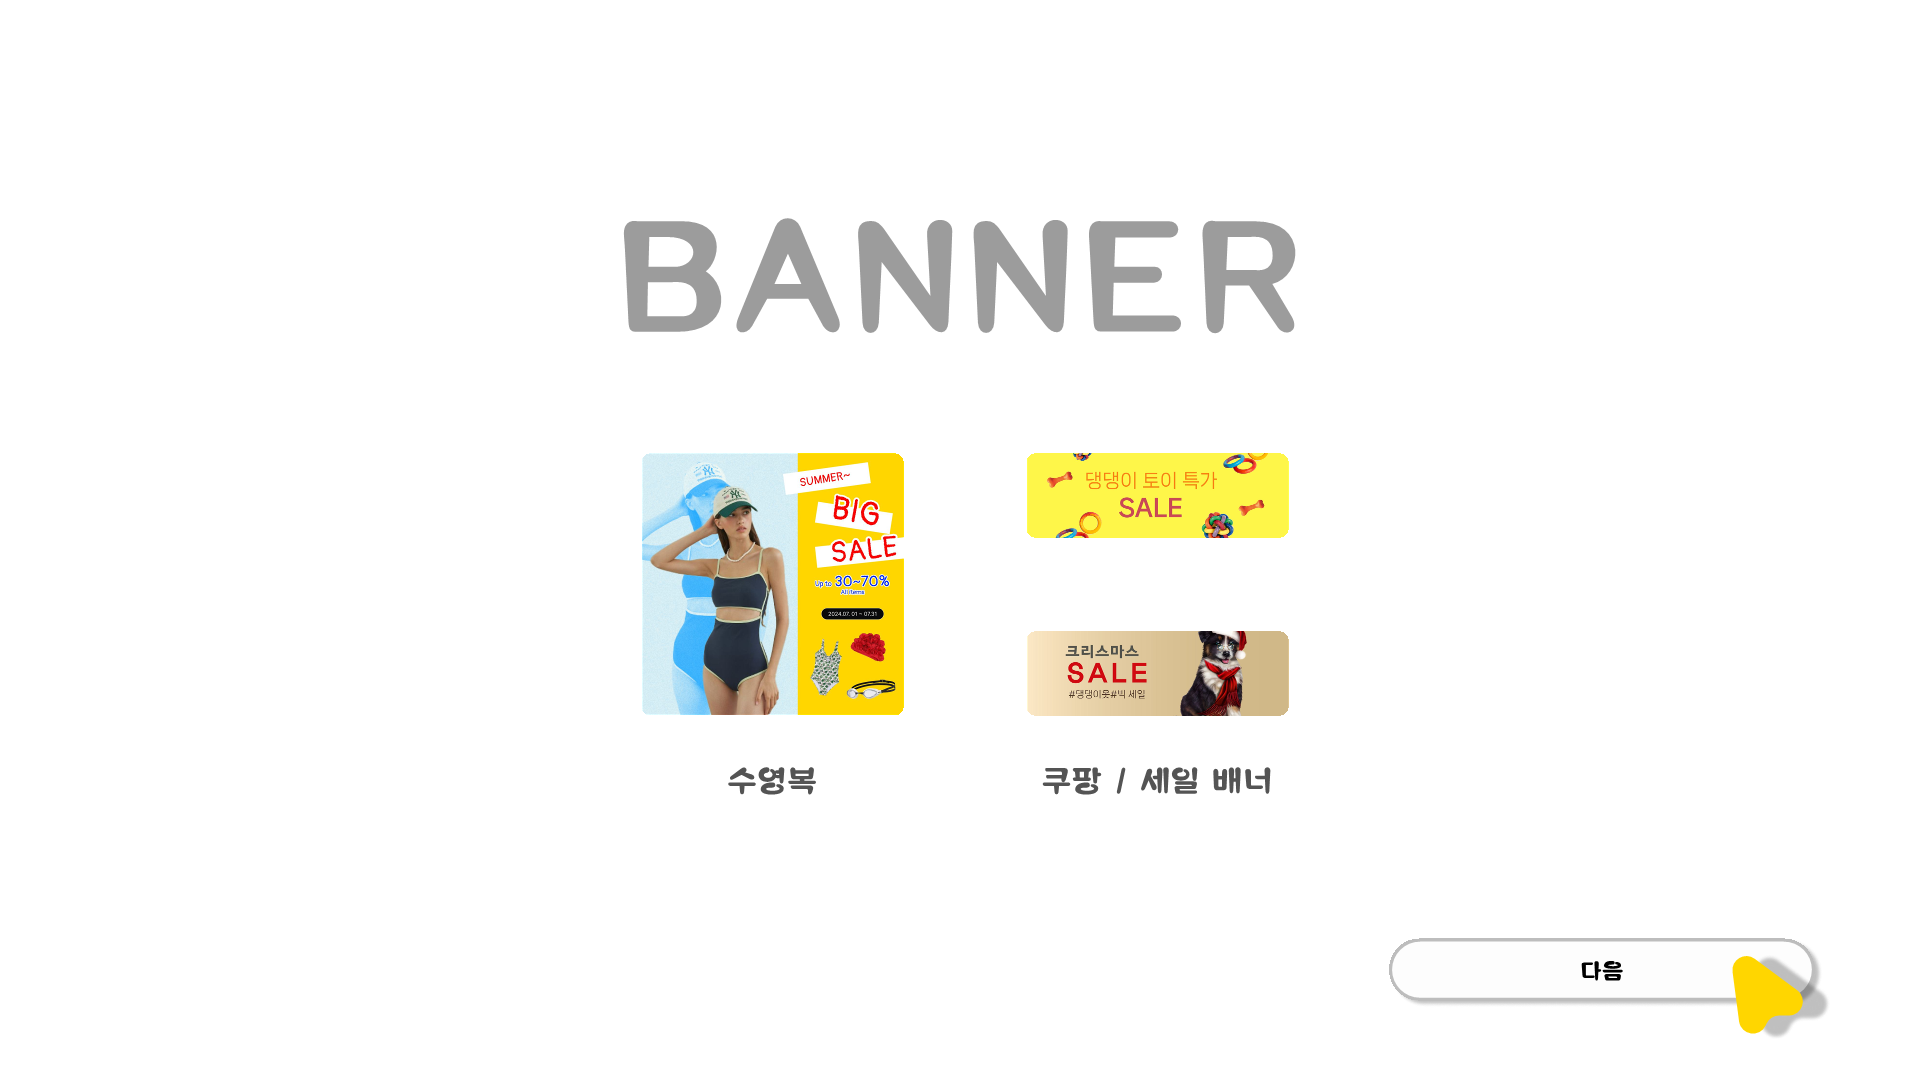 BANNER
SUMMER~
BIG
SALE
Up to 30~70%
All items
2024.07. 01 ~ 07.31
댕댕이 토이 특가
SALE
크리스마스
SALE
#댕댕이옷#빅 세일
수영복
쿠팡 / 세일 배너
다음